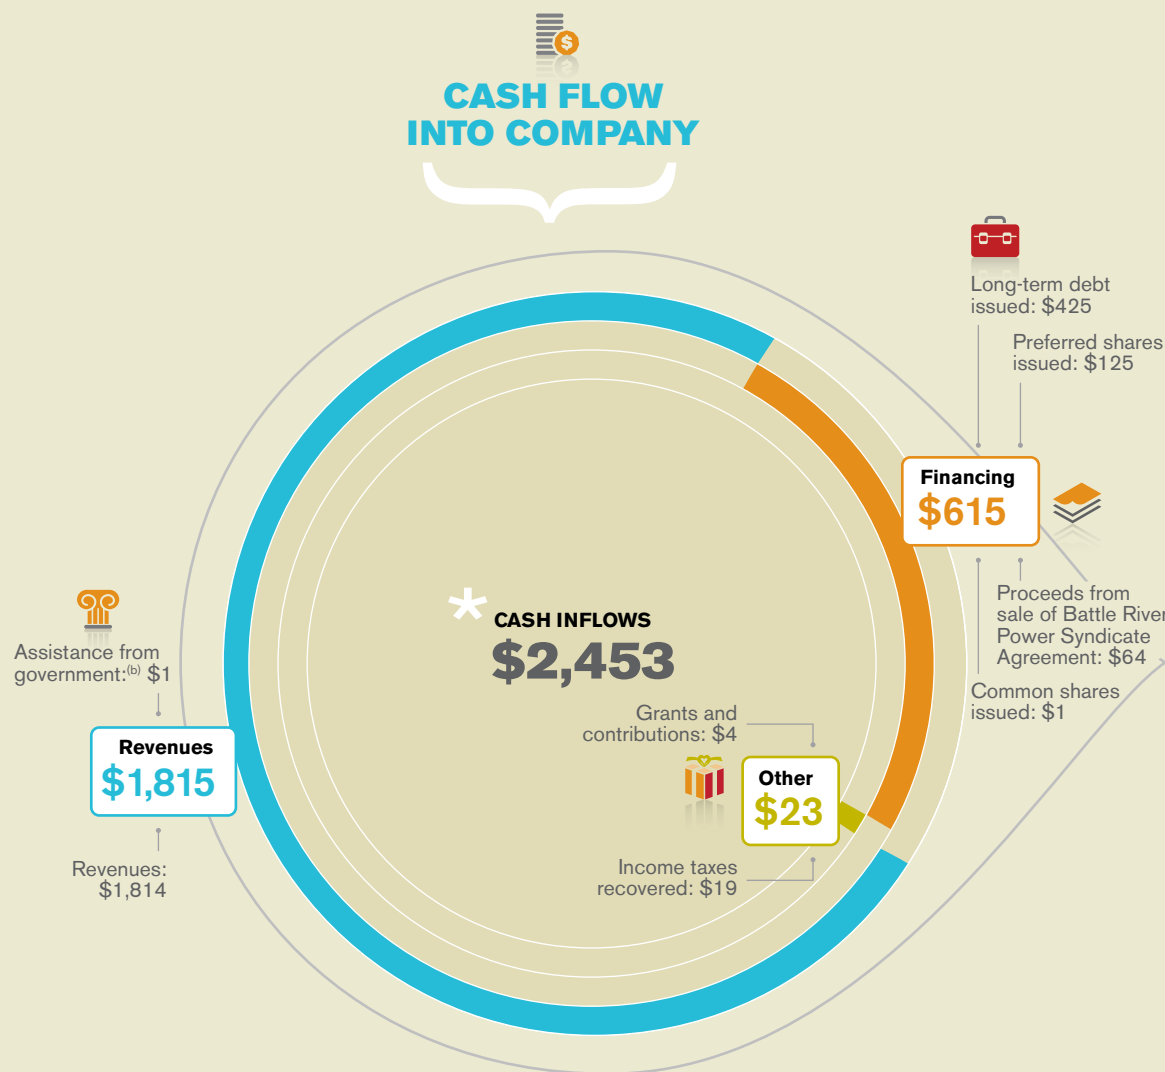 $
CASH FLOW
INTO COMPANY
Long-term debt
issued: $425
Preferred shares
issued: $125
Financing
$615
Proceeds from
sale of Battle River
Power Syndicate
Agreement: $64
Common shares
issued: $1
* CASH INFLOWS
$2,453
Assistance from
government:(b) $1
Revenues
$1,815
Revenues:
$1,814
Grants and
contributions: $4
Other
$23
Income taxes
recovered: $19